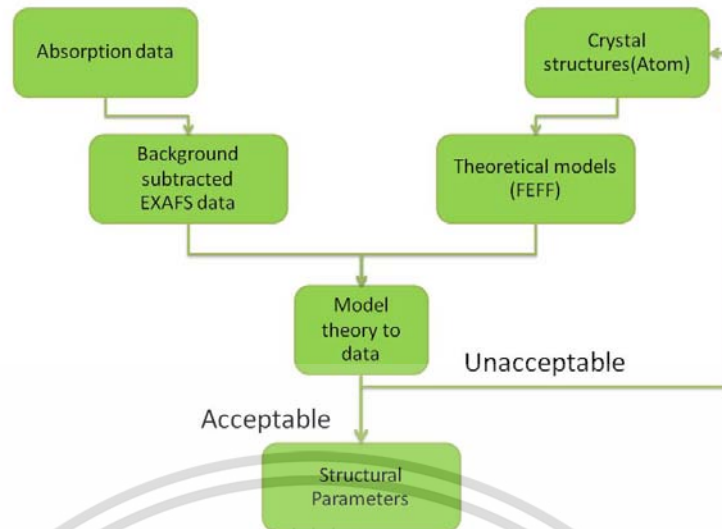 Absorption data
Crystal
structures(Atom)
Background
subtracted
EXAFS data
Theoretical models
(FEFF)
Model
theory to
data
Unacceptable
Acceptable
Structural
Parameters